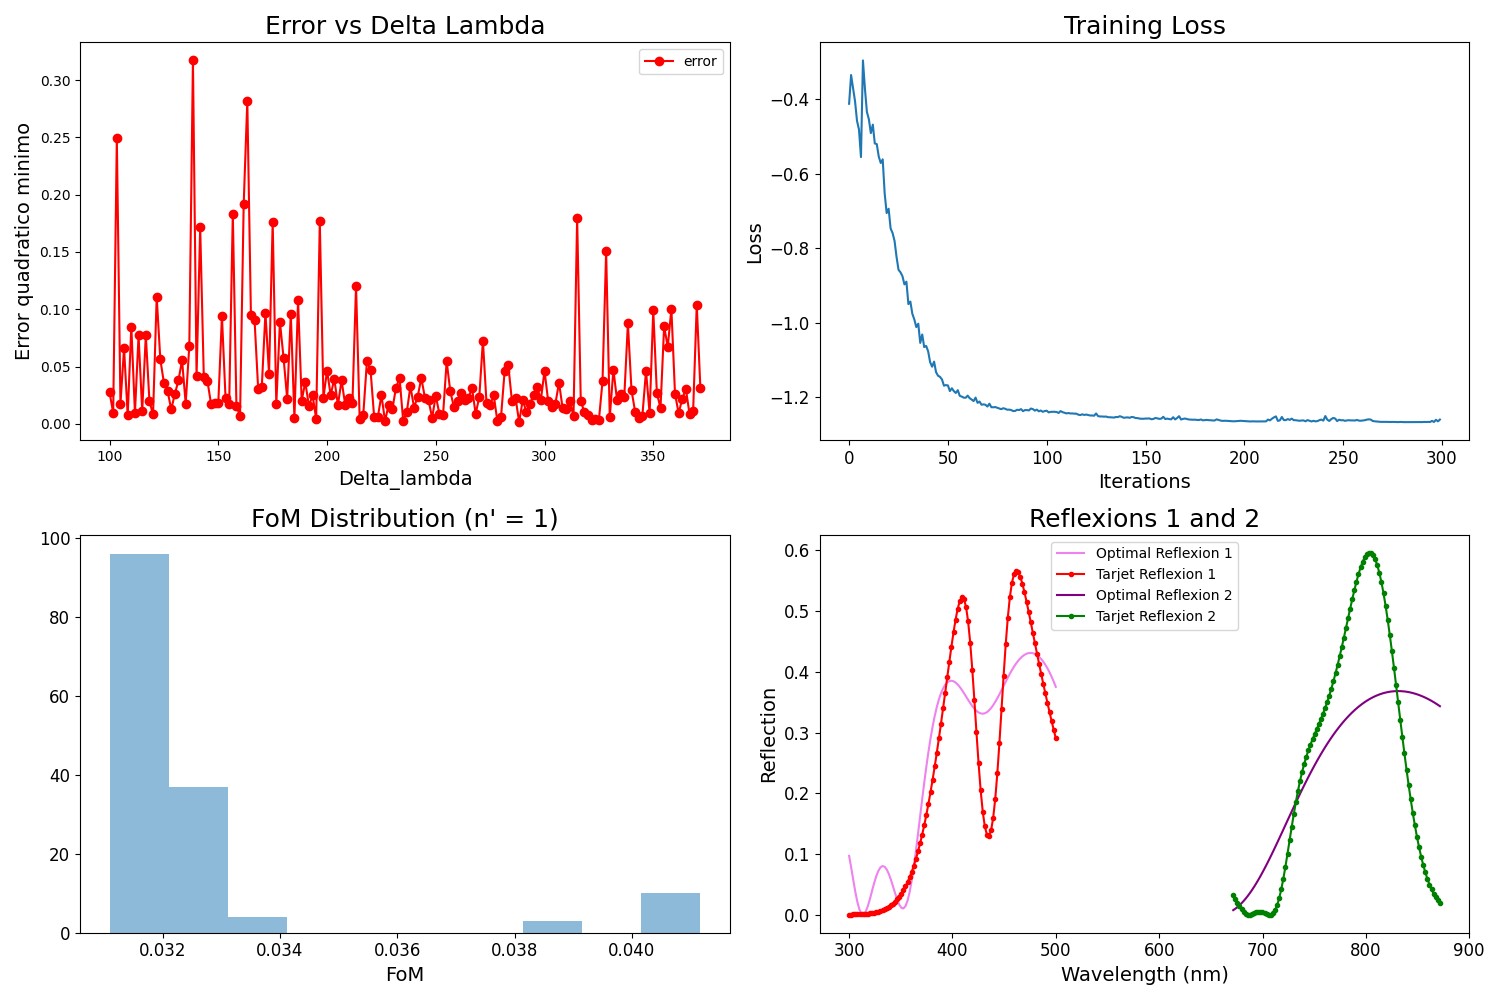 Error vs Delta Lambda
error
Error quadratico minimo
0.30
0.25
0.20
0.15
0.10
0.05
0.00
100 150 200 250 300 350
Delta_lambda
Training Loss
Loss
−0.4
−0.6
−0.8
−1.0
−1.2
0 50 100 150 200 250 300
Iterations
FoM Distribution (n' = 1)
100
80
60
40
20
0
0.032 0.034 0.036 0.038 0.040
FoM
Reflexions 1 and 2
Optimal Reflexion 1
Tarjet Reflexion 1
Optimal Reflexion 2
Tarjet Reflexion 2
Reflection
0.6
0.5
0.4
0.3
0.2
0.1
0.0
300 400 500 600 700 800 900
Wavelength (nm)